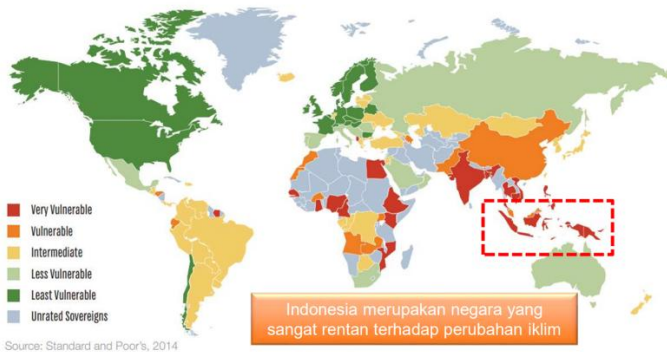 Very Vulnerable
Vulnerable
Intermediate
Less Vulnerable
Least Vulnerable
Unrated Sovereigns
Indonesia merupakan negara yang
sangat rentan terhadap perubahan iklim
Source: Standard and Poor's, 2014